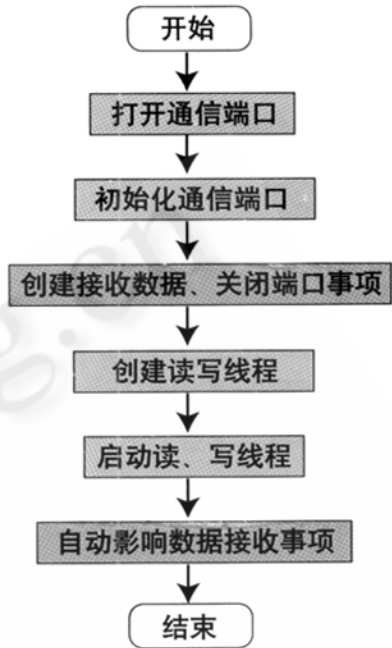 开始
打开通信端口
初始化通信端口
创建接收数据、关闭端口事项
创建读写线程
启动读、写线程
自动影响数据接收事项
结束